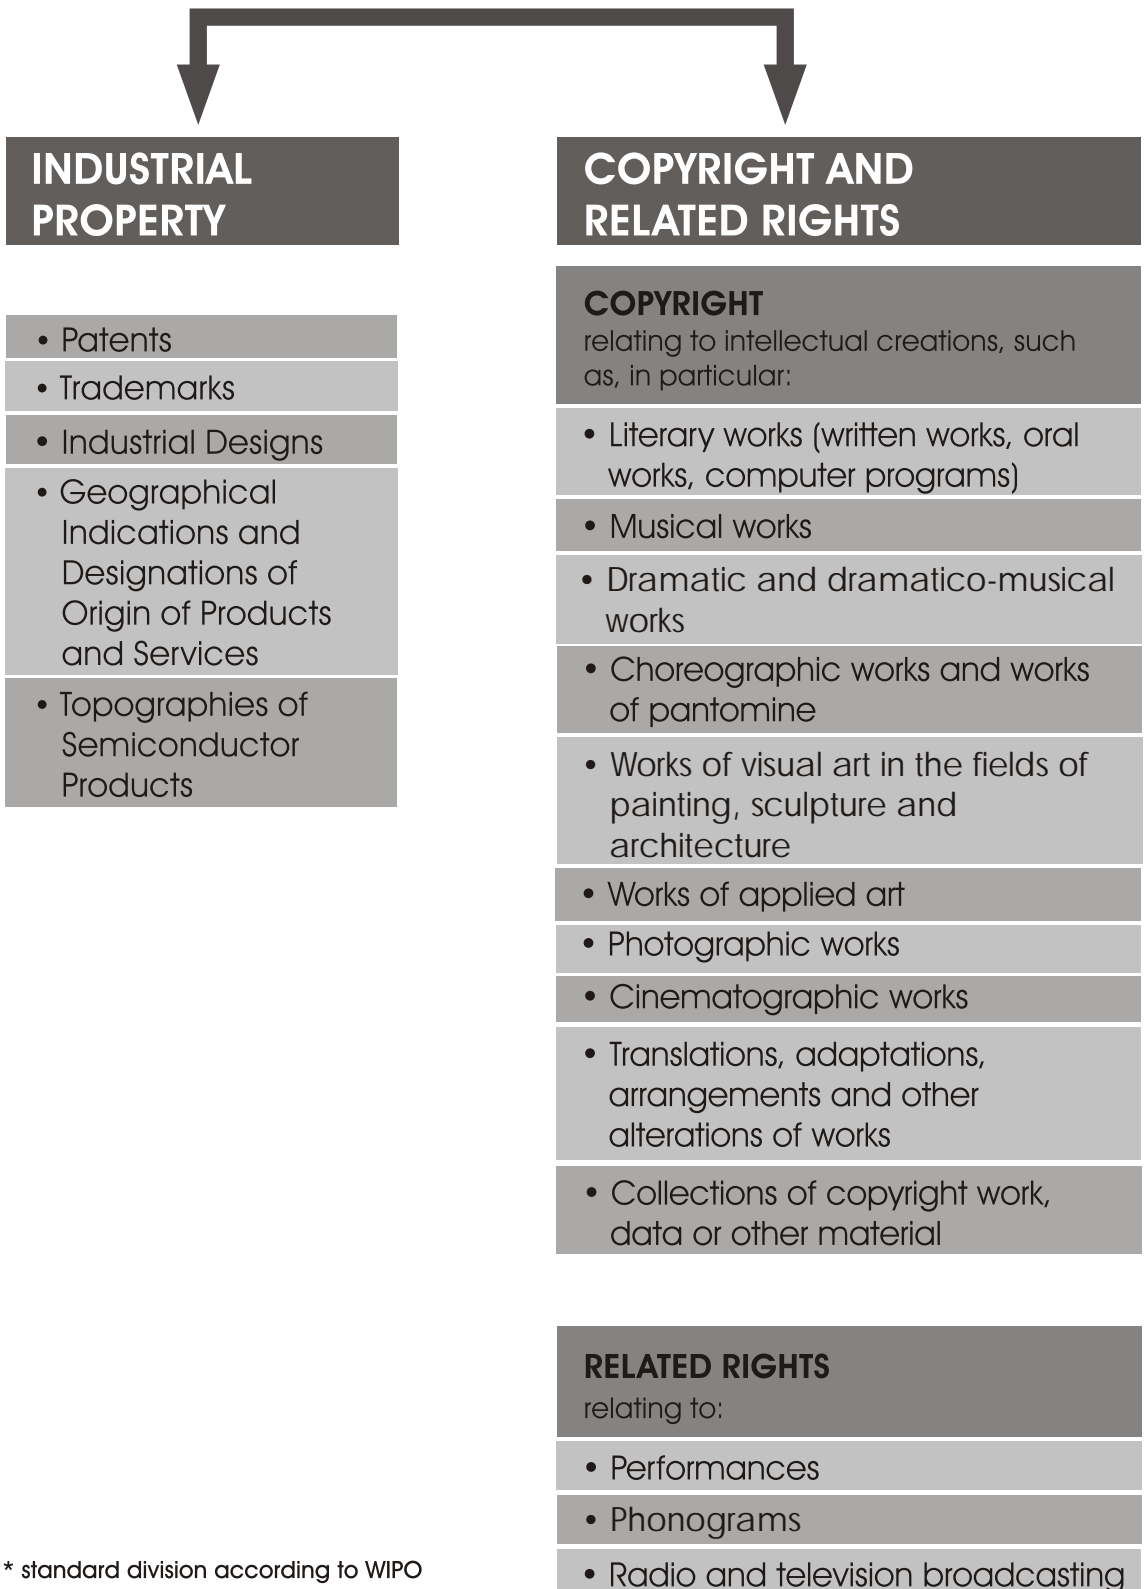 INDUSTRIAL
PROPERTY
• Patents
• Trademarks
• Industrial Designs
• Geographical
Indications and
Designations of
Origin of Products
and Services
• Topographies of
Semiconductor
Products
COPYRIGHT AND
RELATED RIGHTS
COPYRIGHT
relating to intellectual creations, such
as, in particular:
• Literary works (written works, oral
works, computer programs)
• Musical works
• Dramatic and dramatico-musical
works
• Choreographic works and works
of pantomine
• Works of visual art in the fields of
painting, sculpture and
architecture
• Works of applied art
• Photographic works
• Cinematographic works
• Translations, adaptations,
arrangements and other
alterations of works
• Collections of copyright work,
data or other material
RELATED RIGHTS
relating to:
• Performances
• Phonograms
• Radio and television broadcasting
* standard division according to WIPO